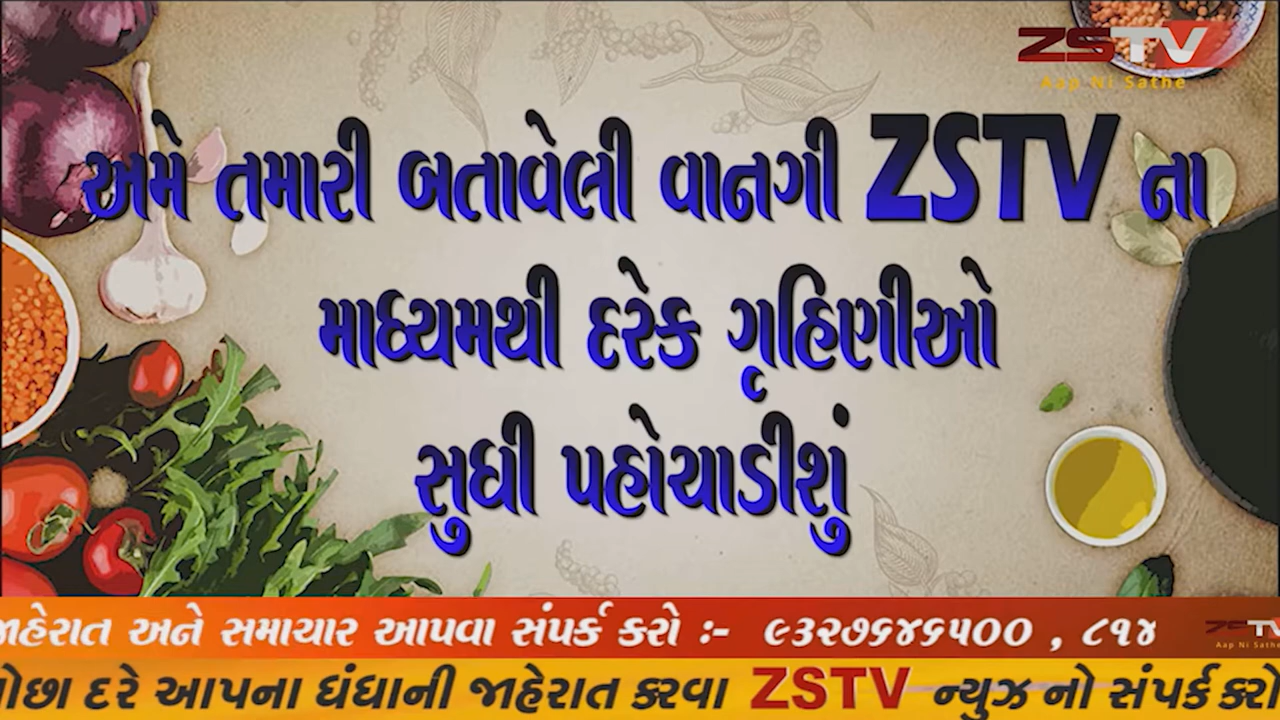 ZSTV
Aap Ni Sathe
અમે તમારી બતાવેલી વાનગી ZSTV ના
માધ્યમથી દરેક ગૃહિણીઓ
સુધી પહોચાડીશું
જાહેરાત અને સમાચાર આપવા સંપર્ક કરો :- ૯૩૨૭૬૪૬૫૦૦ , ૮૧૪
ZSTV
Aap Ni Sathe
દરે આપના ધંધાની જાહેરાત કરવા ZSTV ન્યુઝ નો સંપર્ક કરો